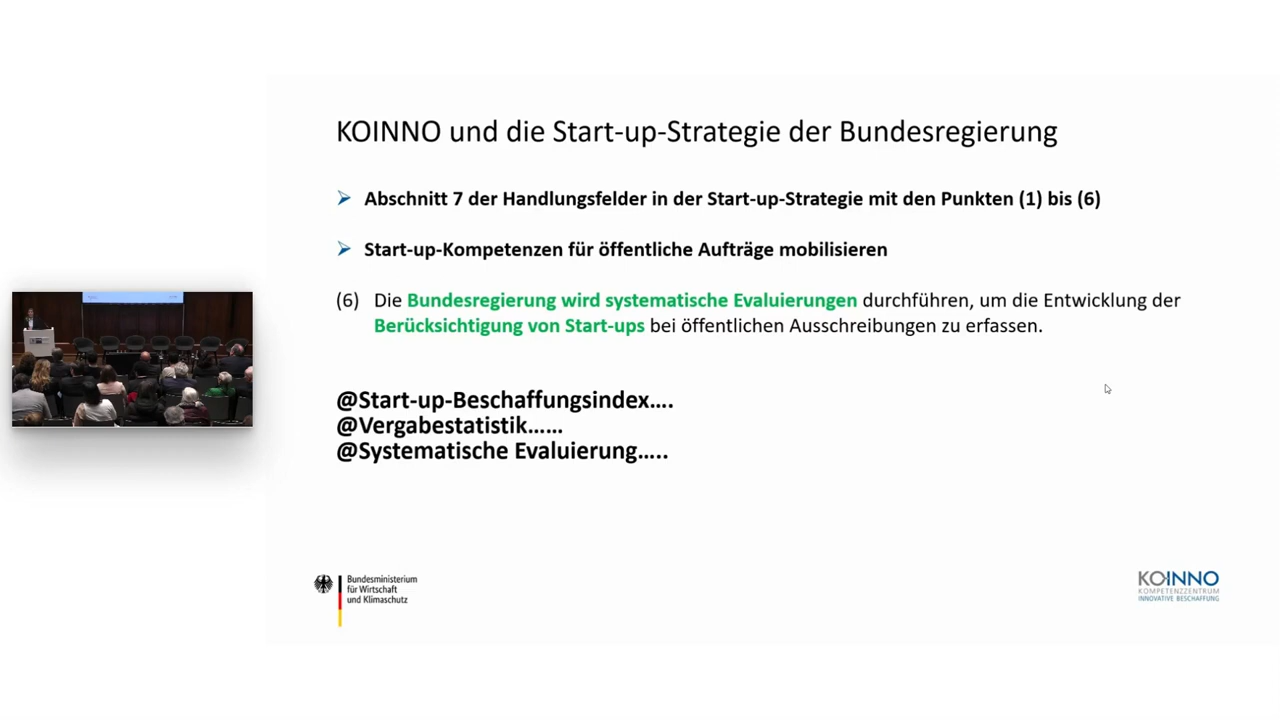 KOINNO und die Start-up-Strategie der Bundesregierung
Abschnitt 7 der Handlungsfelder in der Start-up-Strategie mit den Punkten (1) bis (6)
Start-up-Kompetenzen für öffentliche Aufträge mobilisieren
(6) Die Bundesregierung wird systematische Evaluierungen durchführen, um die Entwicklung der
Berücksichtigung von Start-ups bei öffentlichen Ausschreibungen zu erfassen.
@Start-up-Beschaffungsindex….
@Vergabestatistik……
@Systematische Evaluierung…..
Bundesministerium
für Wirtschaft
und Klimaschutz
KOINNO
KOMPETENZZENTRUM
INNOVATIVE BESCHAFFUNG